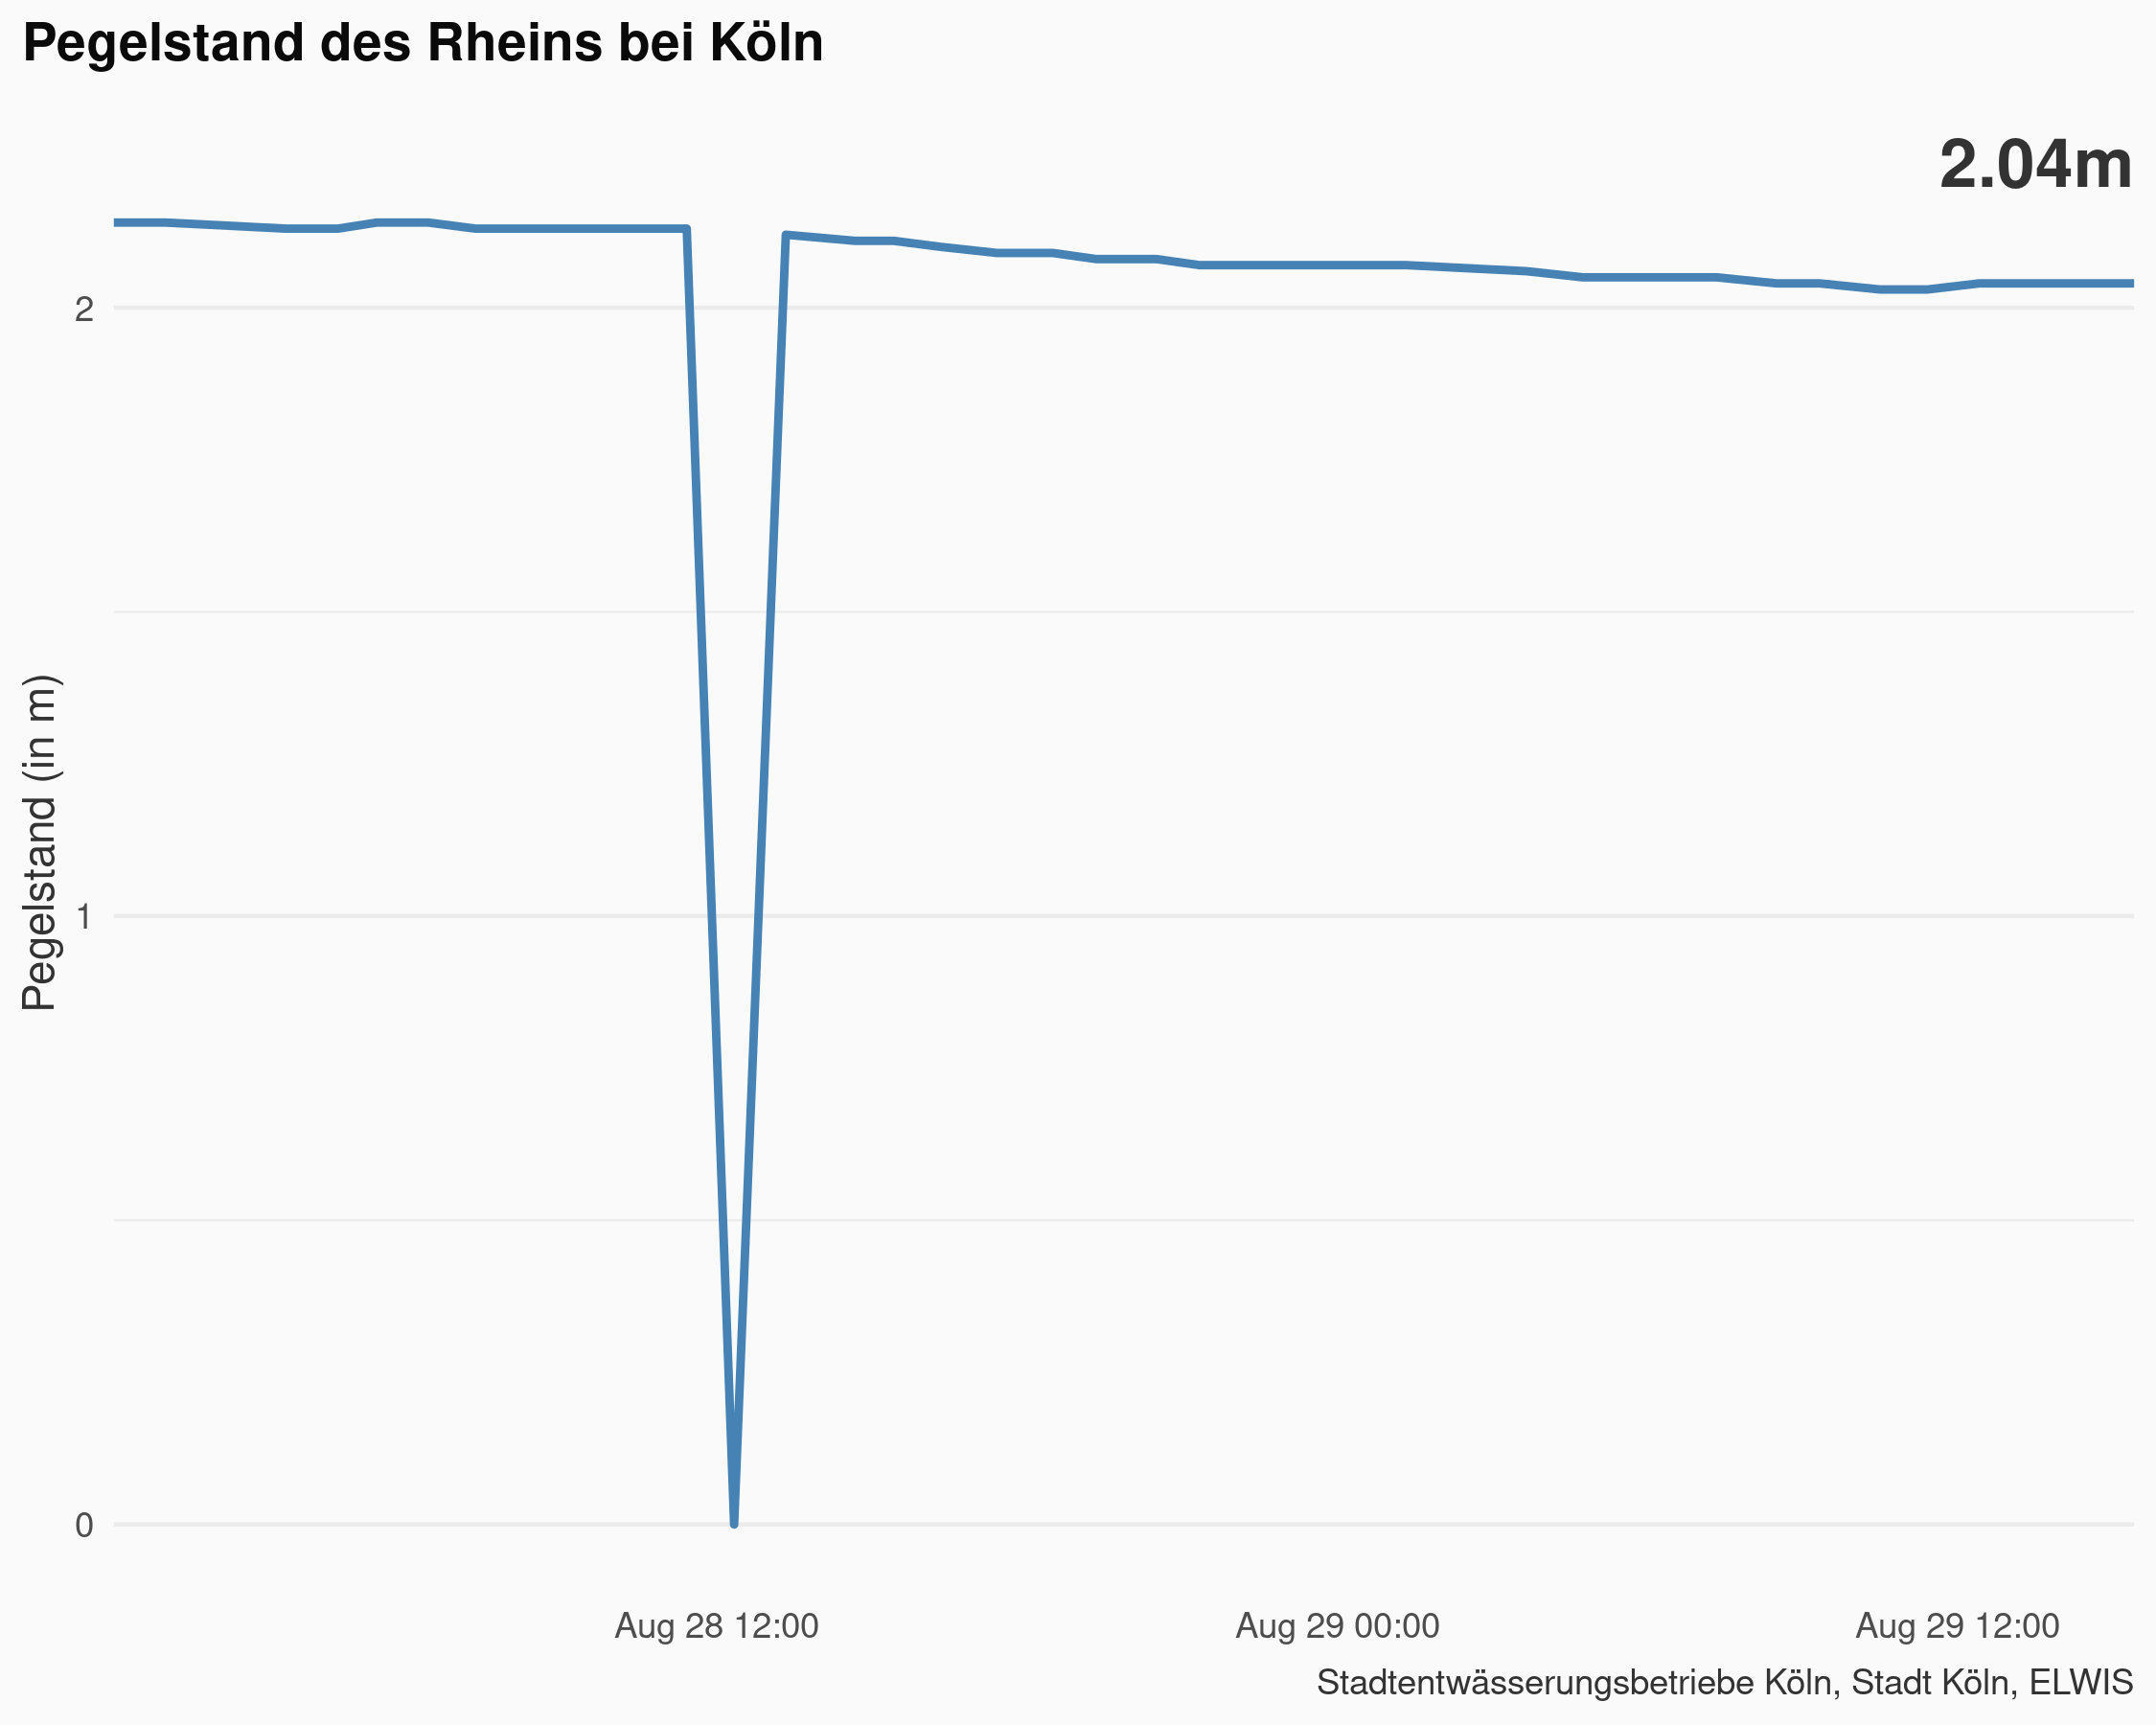 Pegelstand des Rheins bei Köln
2.04m
Pegelstand (in m)
2
1
0
Aug 28 12:00
Aug 29 00:00
Aug 29 12:00
Stadtentwässerungsbetriebe Köln, Stadt Köln, ELWIS